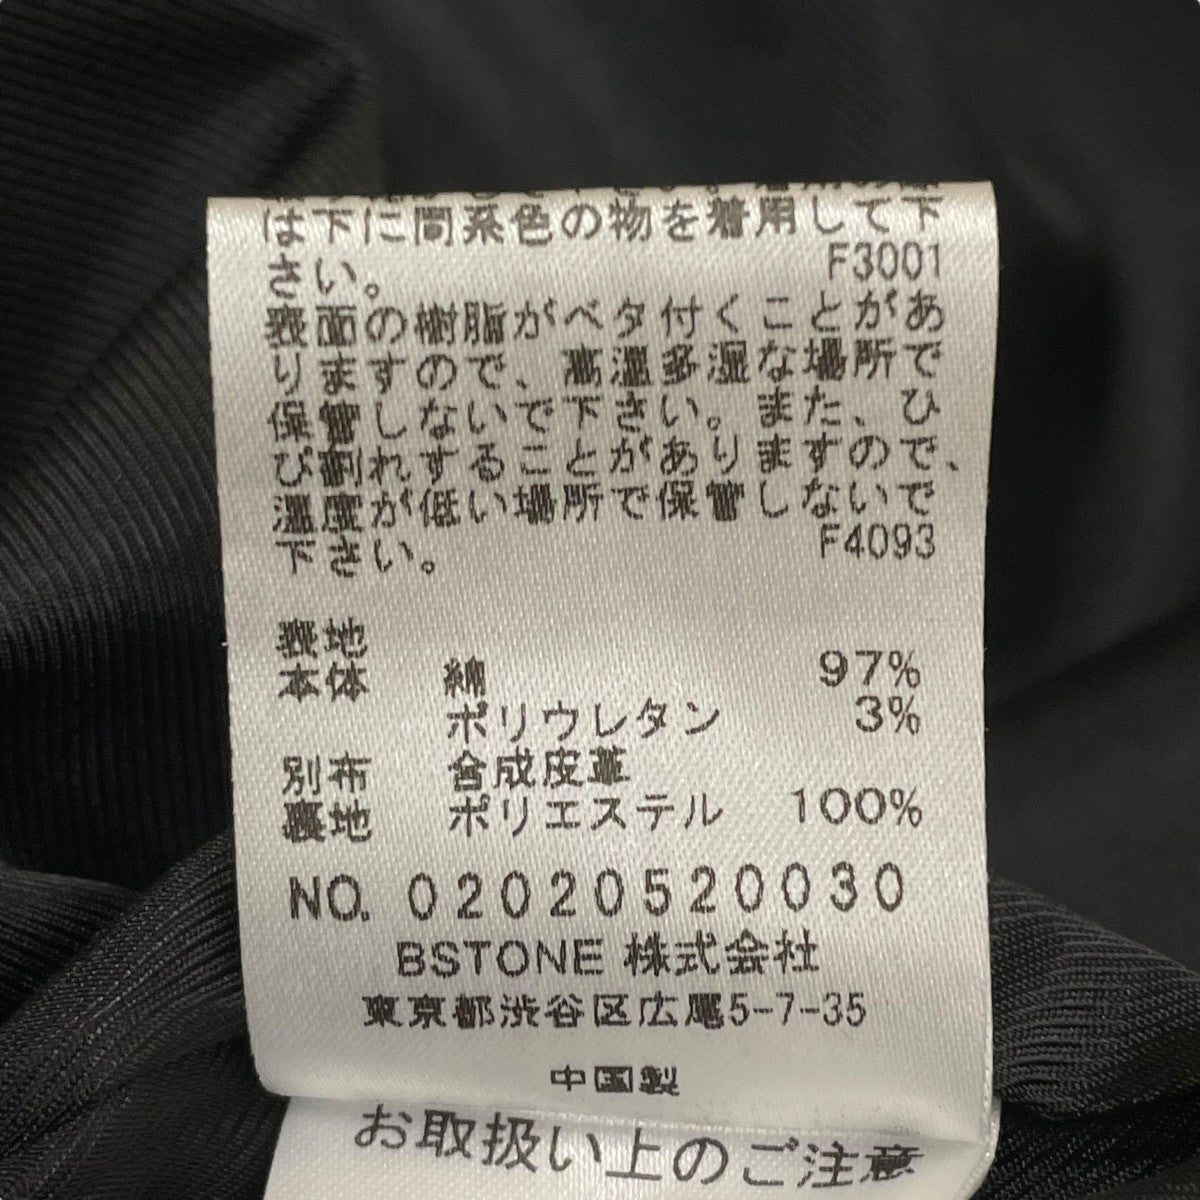 は下に同系色の物を着用して下
さい。 F3001
表面の樹脂がベタ付くことがあ
りますので、高温多湿な場所で
保管しないで下さい。また、ひ
び割れすることがありますので、
温度が低い場所で保管しないで
下さい。 F4093
表地
本体 綿 97%
ポリウレタン 3%
別布 合成皮革
裏地 ポリエステル 100%
NO. 02020520030
BSTONE 株式会社
東京都渋谷区広尾5-7-35
中国製
お取扱い上のご注意